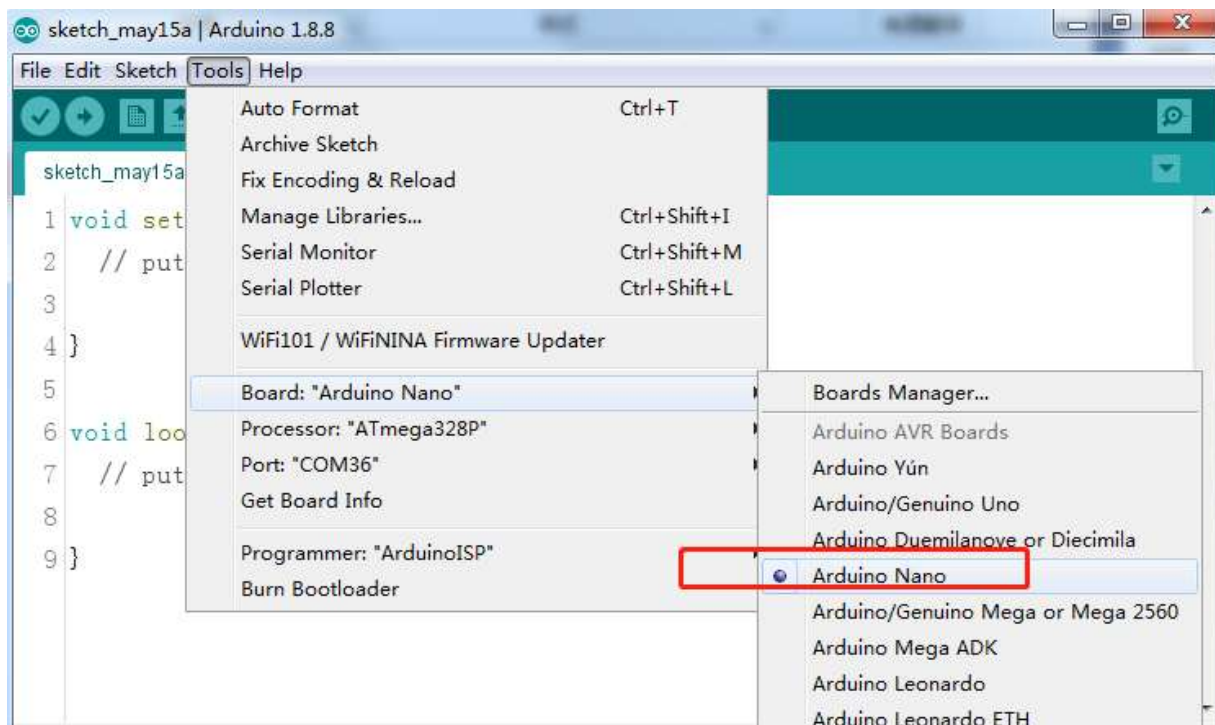 sketch_may15a | Arduino 1.8.8
File Edit Sketch Tools Help
sketch_may15a
Auto Format Ctrl+T
Archive Sketch
Fix Encoding & Reload
Manage Libraries... Ctrl+Shift+I
Serial Monitor Ctrl+Shift+M
Serial Plotter Ctrl+Shift+L
WiFi101 / WiFiNINA Firmware Updater
Board: "Arduino Nano"
Processor: "ATmega328P"
Port: "COM36"
Get Board Info
Programmer: "ArduinoISP"
Burn Bootloader
1 void set
2 // put
3
4 }
5
6 void loo
7 // put
8
9 }
Boards Manager...
Arduino AVR Boards
Arduino Yún
Arduino/Genuino Uno
Arduino Duemilanove or Diecimila
Arduino Nano
Arduino/Genuino Mega or Mega 2560
Arduino Mega ADK
Arduino Leonardo
Arduino Leonardo ETH